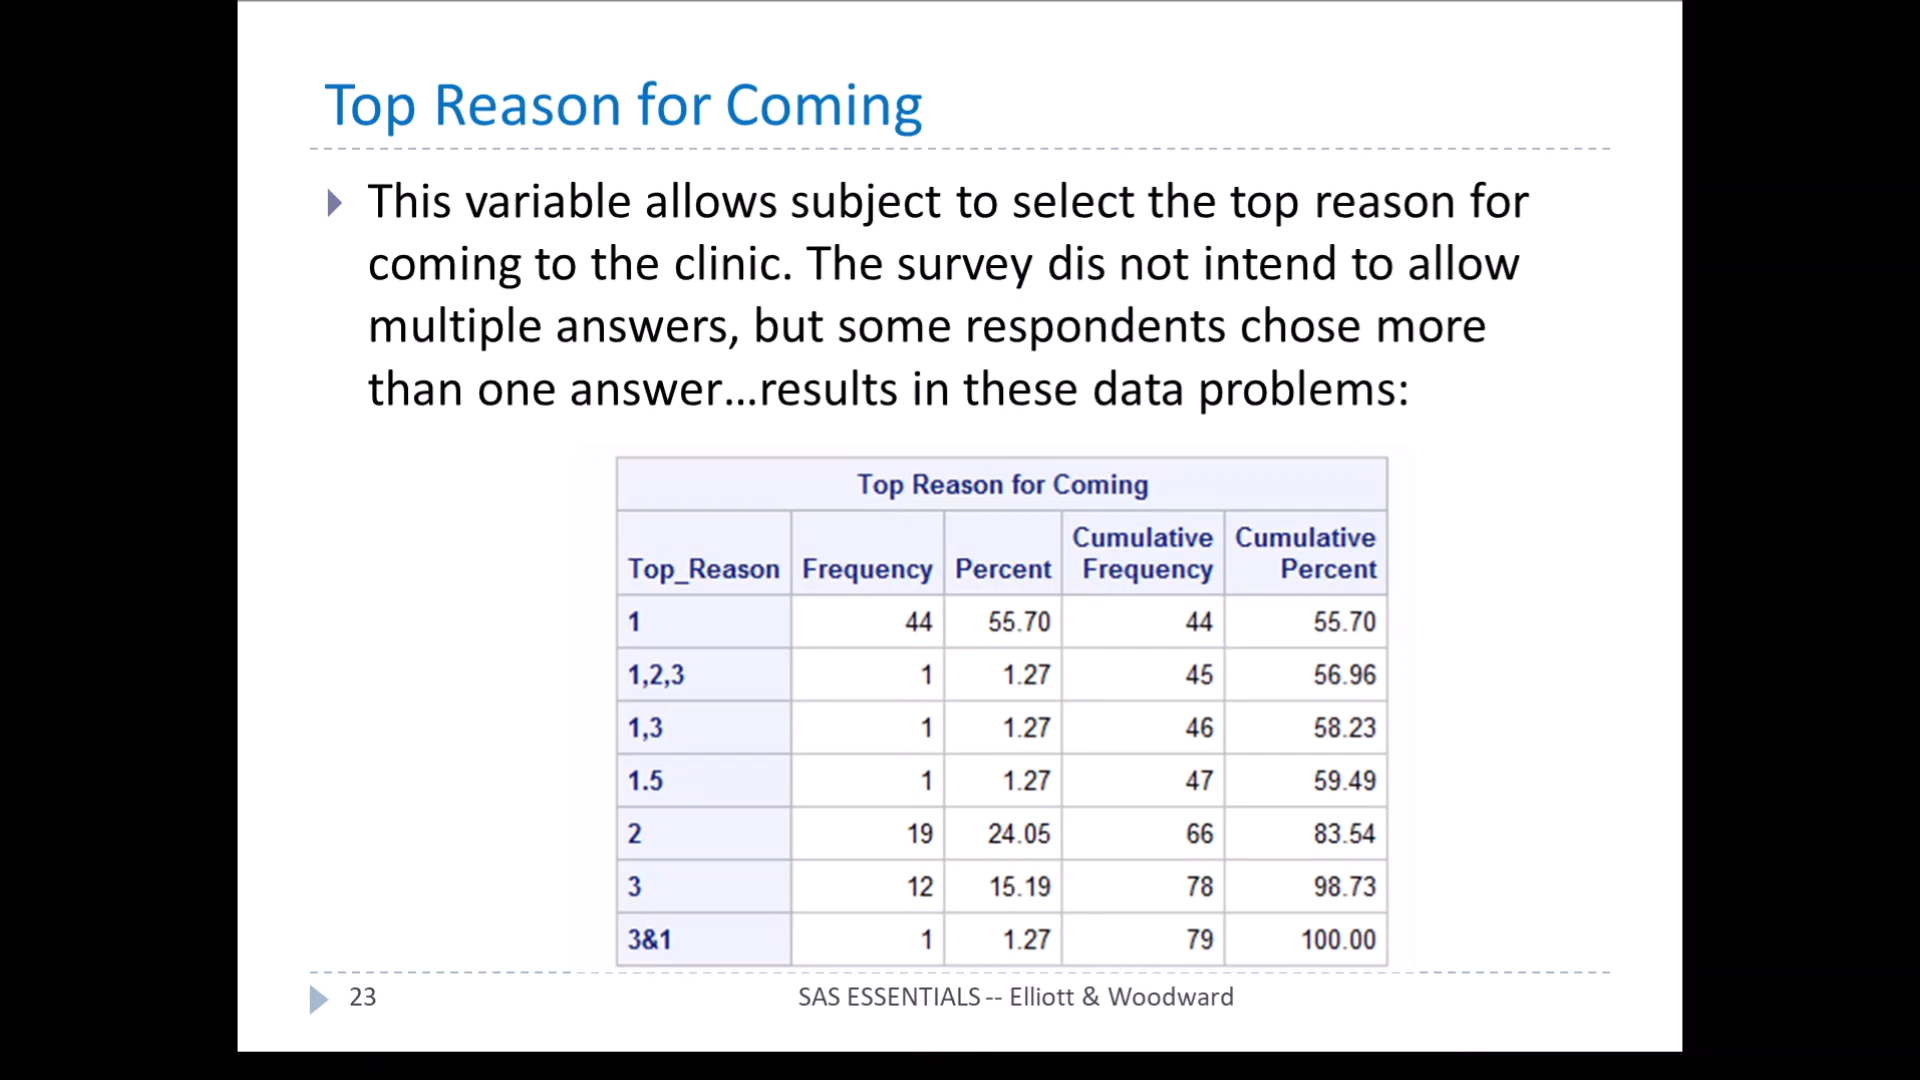 Top Reason for Coming
This variable allows subject to select the top reason for
coming to the clinic. The survey dis not intend to allow
multiple answers, but some respondents chose more
than one answer…results in these data problems:
Top Reason for Coming
Top_Reason Frequency Percent Cumulative Frequency Cumulative Percent
1 44 55.70 44 55.70
1,2,3 1 1.27 45 56.96
1,3 1 1.27 46 58.23
1.5 1 1.27 47 59.49
2 19 24.05 66 83.54
3 12 15.19 78 98.73
3&1 1 1.27 79 100.00
23 SAS ESSENTIALS -- Elliott & Woodward